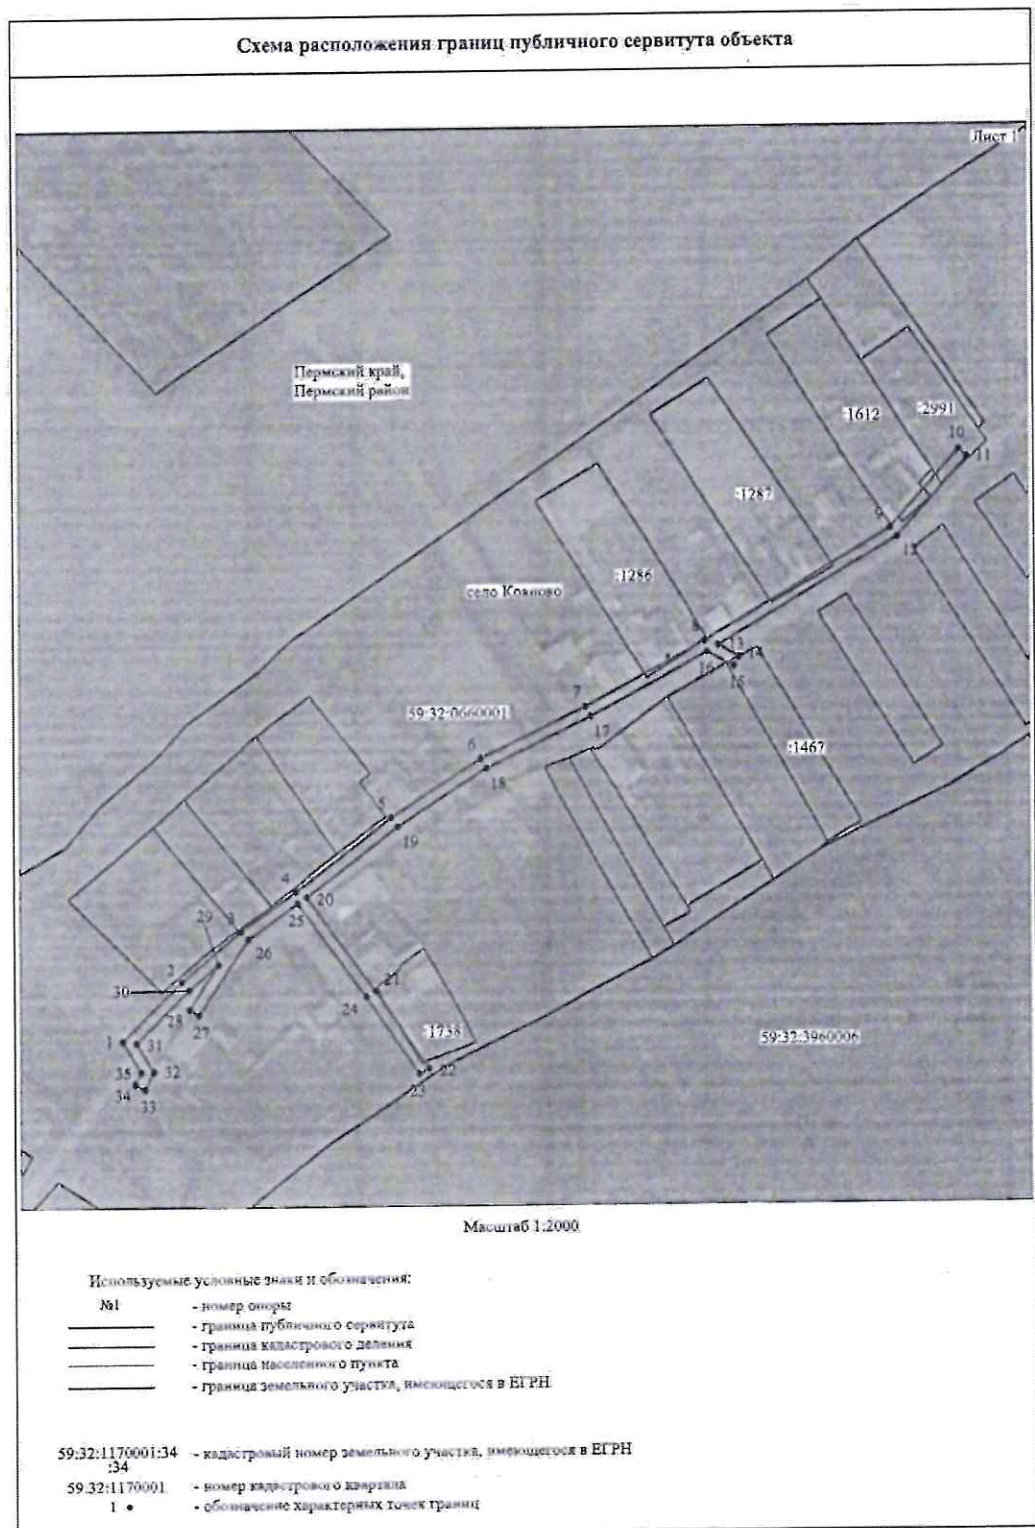 Схема расположения границ публичного сервитута объекта
Лист 1
Пермский край,
Пермский район
:2991
:1612
10
11
:1287
9
12
:1286
село Кояново
8
13
14
16
15
7
59:32:0660001
17
:1467
6
18
5
19
4
20
25
29
3
26
2
21
30
24
28
27
1
31
:1738
59:32:3960006
35
32
22
34
33
23
Масштаб 1:2000
Используемые условные знаки и обозначения:
№1 - номер опоры
- граница публичного сервитута
- граница кадастрового деления
- граница населенного пункта
- граница земельного участка, имеющегося в ЕГРН
59:32:1170001:34 - кадастровый номер земельного участка, имеющегося в ЕГРН
:34
59:32:1170001 - номер кадастрового квартала
1 • - обозначение характерных точек границ